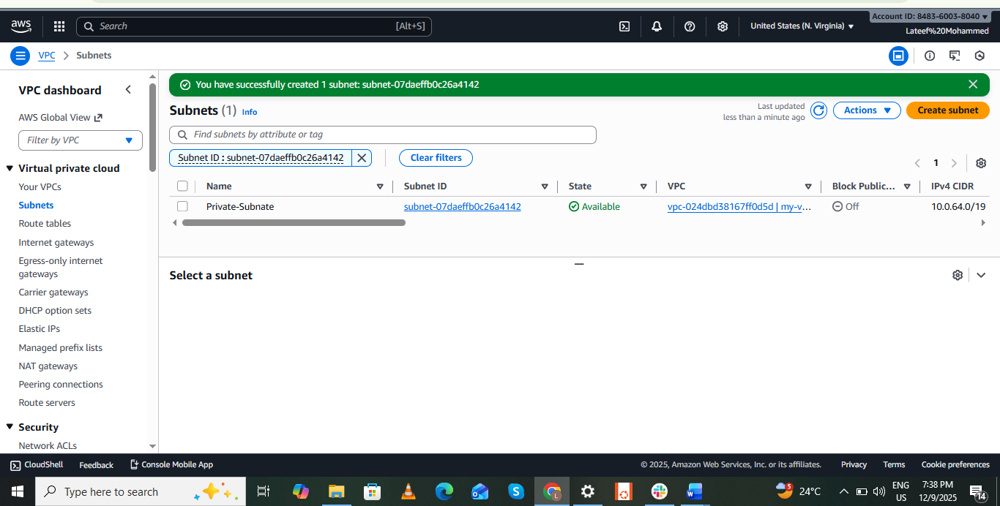 aws
Search
[Alt+S]
United States (N. Virginia)
Account ID: 8483-6003-8040
Lateef%20Mohammed
VPC
Subnets
VPC dashboard
AWS Global View
Filter by VPC
Virtual private cloud
Your VPCs
Subnets
Route tables
Internet gateways
Egress-only internet
gateways
Carrier gateways
DHCP option sets
Elastic IPs
Managed prefix lists
NAT gateways
Peering connections
Route servers
Security
Network ACLs
You have successfully created 1 subnet: subnet-07daeffb0c26a4142
Subnets (1) Info
Last updated
less than a minute ago
Actions
Create subnet
Find subnets by attribute or tag
Subnet ID : subnet-07daeffb0c26a4142
Clear filters
1
Name Subnet ID State VPC Block Public... IPv4 CIDR
Private-Subnate subnet-07daeffb0c26a4142 Available vpc-024dbd38167ff0d5d | my-v... Off 10.0.64.0/19
Select a subnet
CloudShell Feedback Console Mobile App © 2025, Amazon Web Services, Inc. or its affiliates. Privacy Terms Cookie preferences
Type here to search
5
24°C
ENG
US
7:38 PM
12/9/2025
14